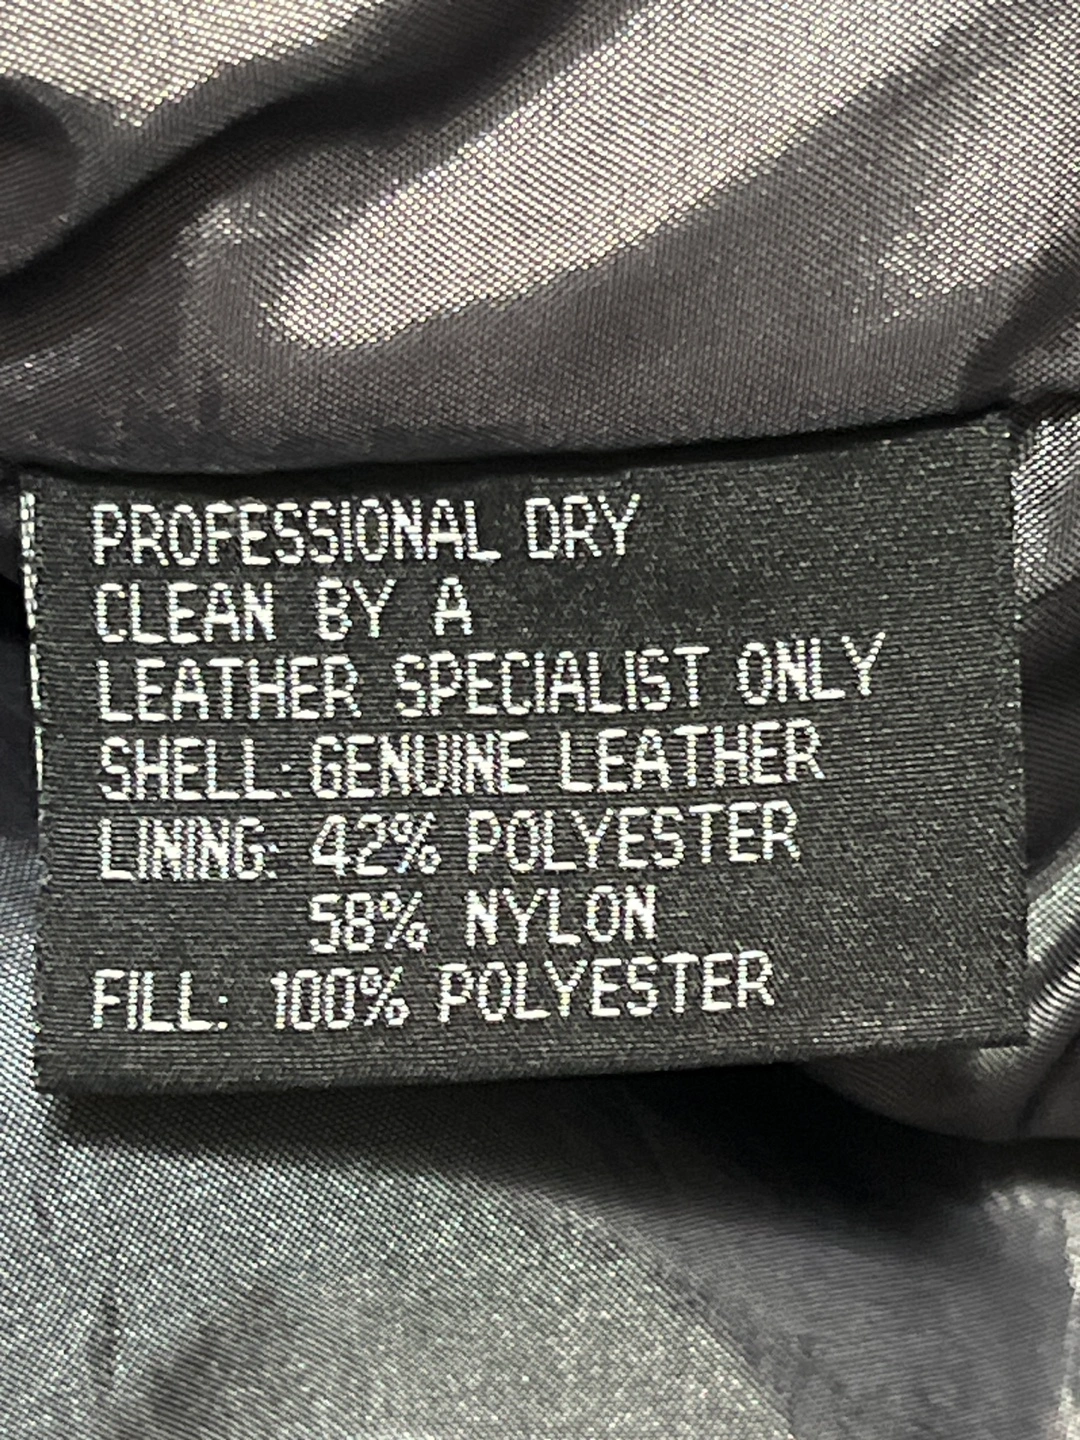 PROFESSIONAL DRY
CLEAN BY A
LEATHER SPECIALIST ONLY
SHELL: GENUINE LEATHER
LINING: 42% POLYESTER
58% NYLON
FILL: 100% POLYESTER